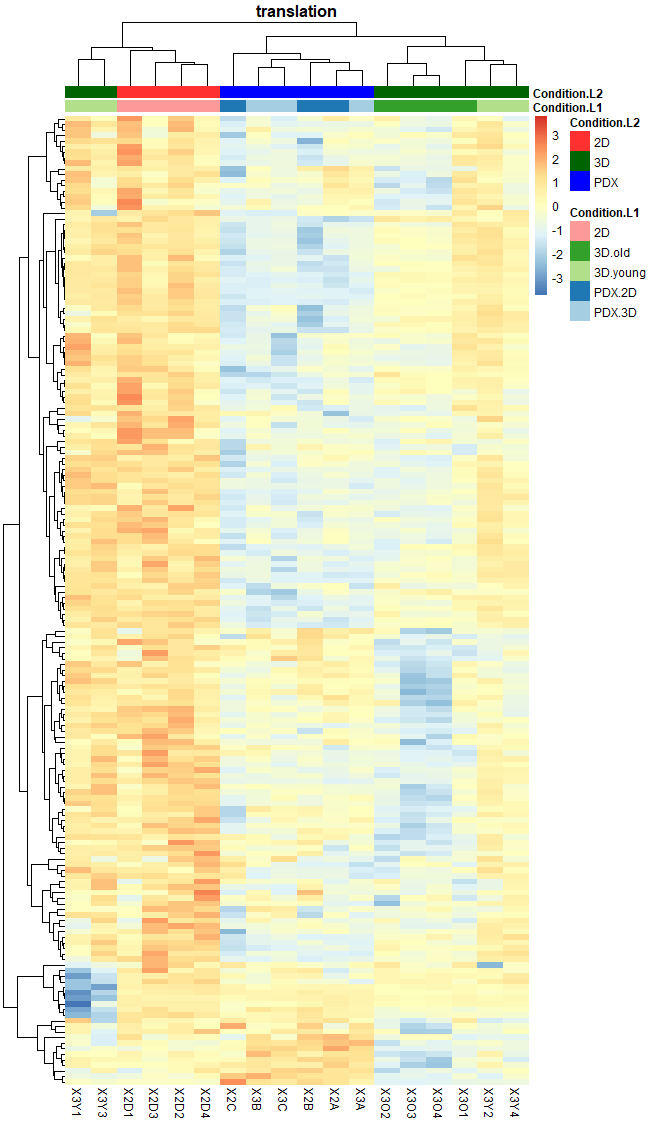 translation
Condition.L2
Condition.L1
3
2
1
0
-1
-2
-3
Condition.L2
2D
3D
PDX
Condition.L1
2D
3D.old
3D.young
PDX.2D
PDX.3D
X3Y1
X3Y3
X2D1
X2D3
X2D2
X2D4
X2C
X3B
X3C
X2B
X2A
X3A
X3O2
X3O3
X3O4
X3O1
X3Y2
X3Y4